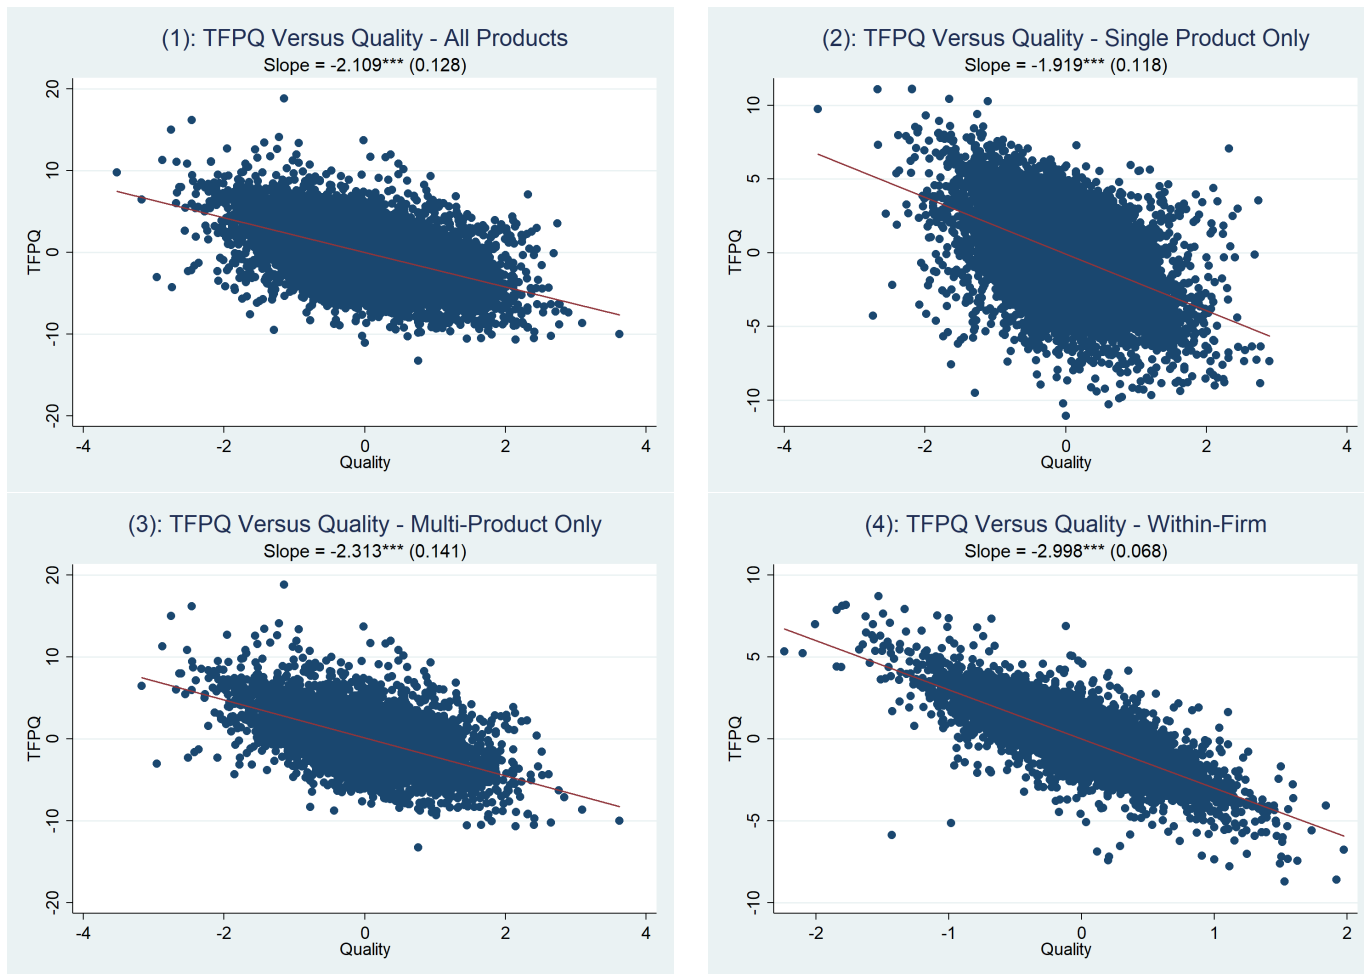 (1): TFPQ Versus Quality - All Products
Slope = -2.109*** (0.128)
20
10
0
-10
-20
TFPQ
-4
-2
0
2
4
Quality
(2): TFPQ Versus Quality - Single Product Only
Slope = -1.919*** (0.118)
10
5
0
-5
-10
TFPQ
-4
-2
0
2
4
Quality
(3): TFPQ Versus Quality - Multi-Product Only
Slope = -2.313*** (0.141)
20
10
0
-10
-20
TFPQ
-4
-2
0
2
4
Quality
(4): TFPQ Versus Quality - Within-Firm
Slope = -2.998*** (0.068)
10
5
0
-5
-10
TFPQ
-2
-1
0
1
2
Quality